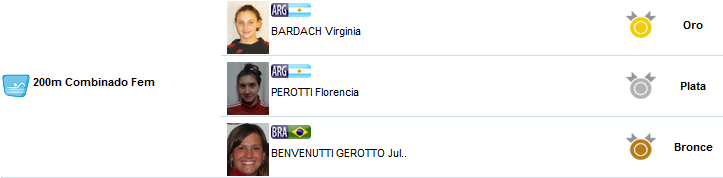 ARG
BARDACH Virginia
Oro
200m Combinado Fem
ARG
PEROTTI Florencia
Plata
BRA
BENVENUTTI GEROTTO Jul..
Bronce